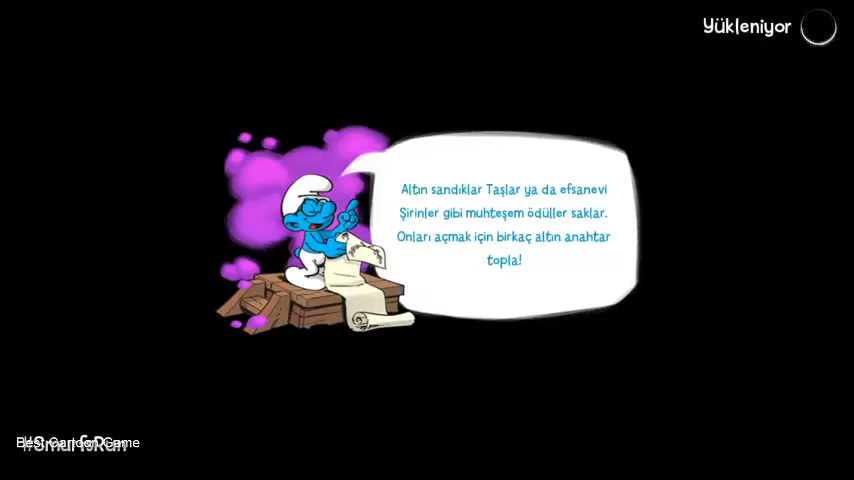 Yükleniyor
Altın sandıklar Taşlar ya da efsanevi
Şirinler gibi muhteşem ödüller saklar.
Onları açmak için birkaç altın anahtar
topla!
#SmurfsRun
Best Cartoon Game